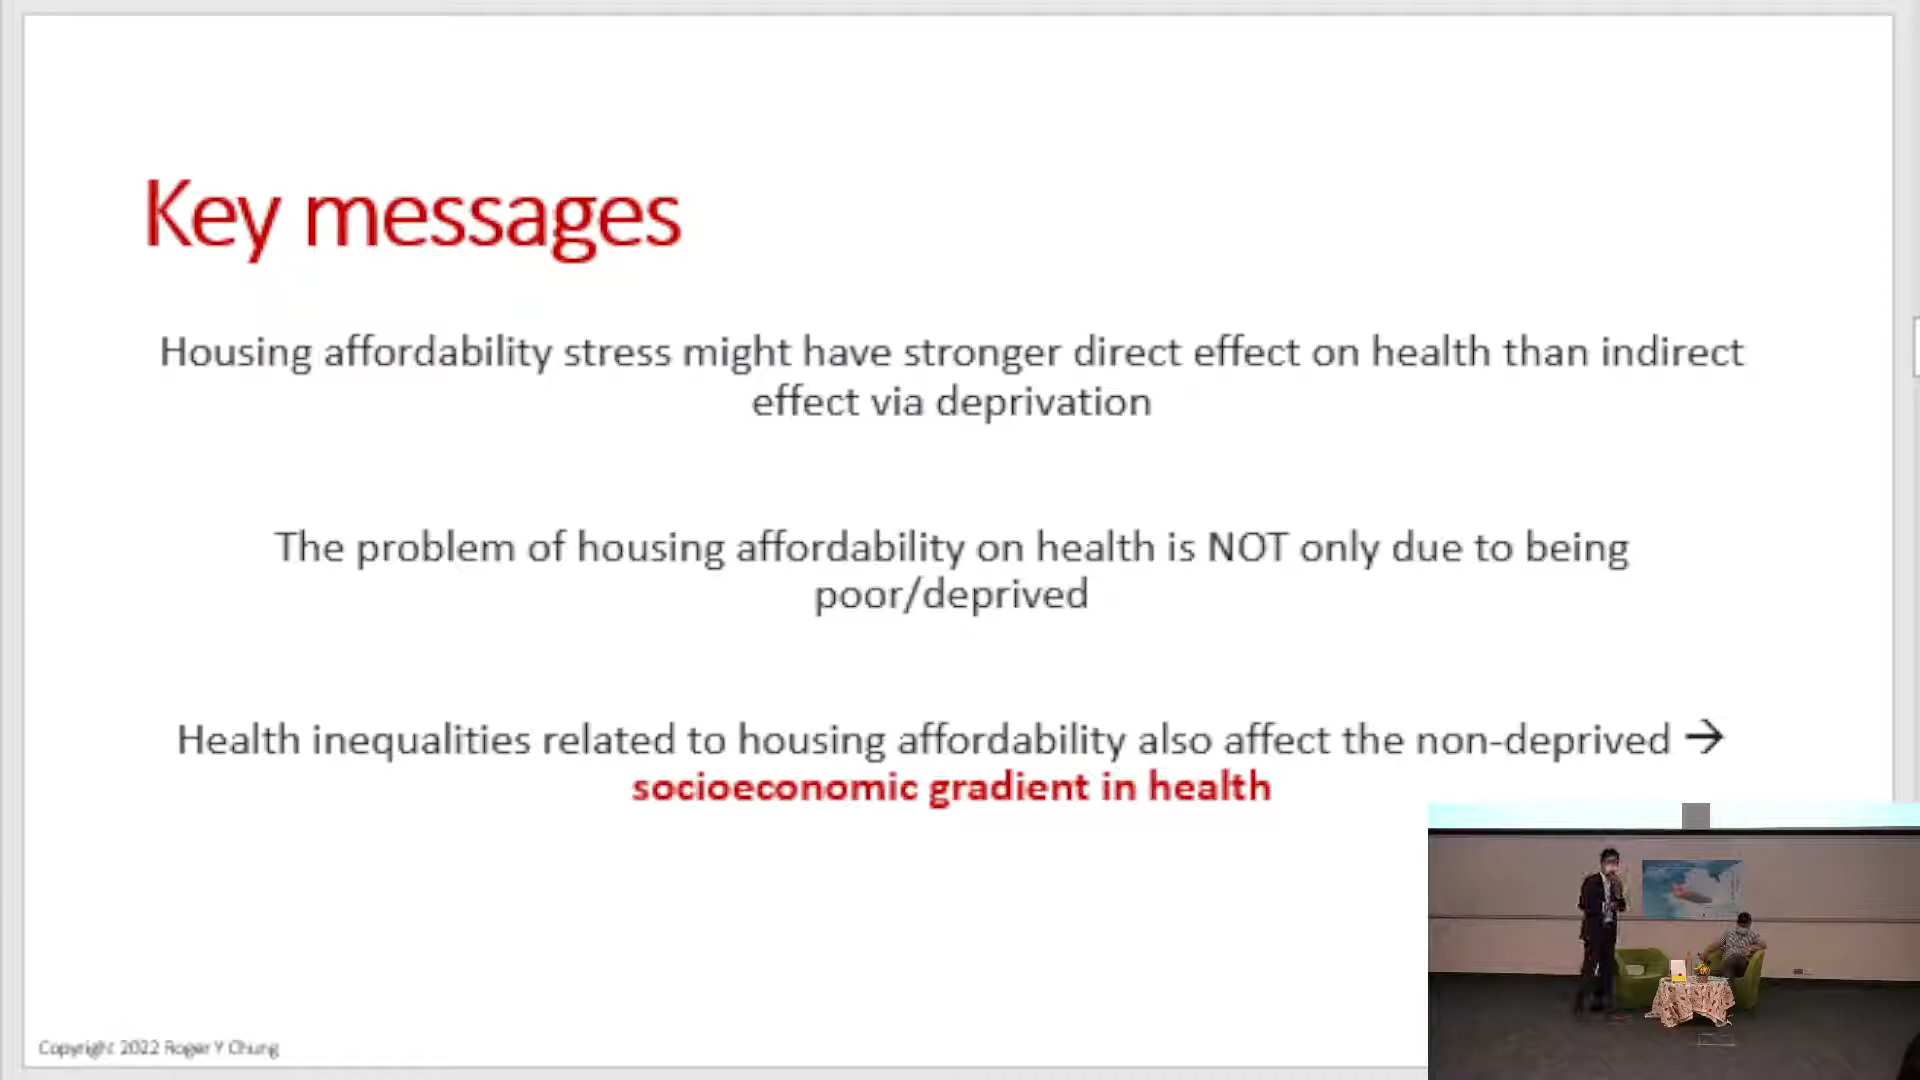 Key messages
Housing affordability stress might have stronger direct effect on health than indirect
effect via deprivation
The problem of housing affordability on health is NOT only due to being
poor/deprived
Health inequalities related to housing affordability also affect the non-deprived →
socioeconomic gradient in health
Copyright 2022 Roger Y Chung